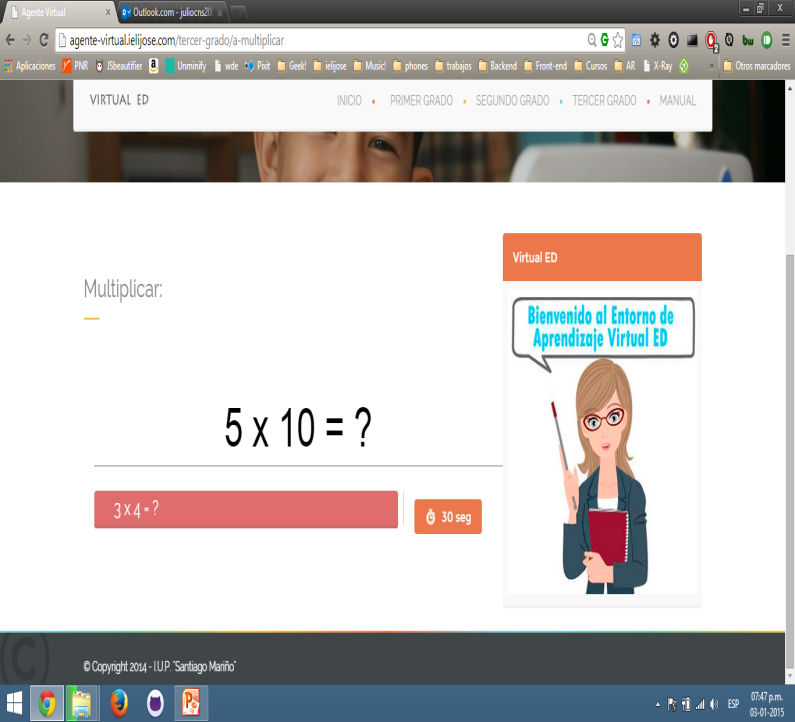 Agente Virtual
Outlook.com - juliocns20
agente-virtual.ielijose.com/tercer-grado/a-multiplicar
Aplicaciones PNR JSbeautifier Unminify wde Pixit Geek! ielijose Music! phones trabajos Backend Front-end Cursos AR X-Ray » Otros marcadores
VIRTUAL ED
INICIO • PRIMER GRADO • SEGUNDO GRADO • TERCER GRADO • MANUAL
Virtual ED
Multiplicar:
Bienvenido al Entorno de
Aprendizaje Virtual ED
5 x 10 = ?
3 x 4 = ?
30 seg
© Copyright 2014 - I.U.P. "Santiago Mariño"
ESP
07:47 p.m.
03-01-2015